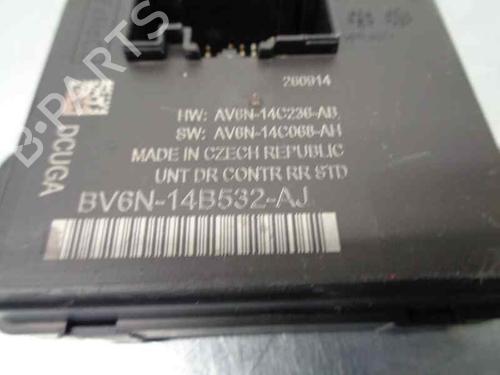 260914
HW: AV6N-14C236-AB
SW: AV6N-14C068-AH
MADE IN CZECH REPUBLIC
UNT DR CONTR RR STD
DCUGA
BV6N-14B532-AJ
B-PARTS